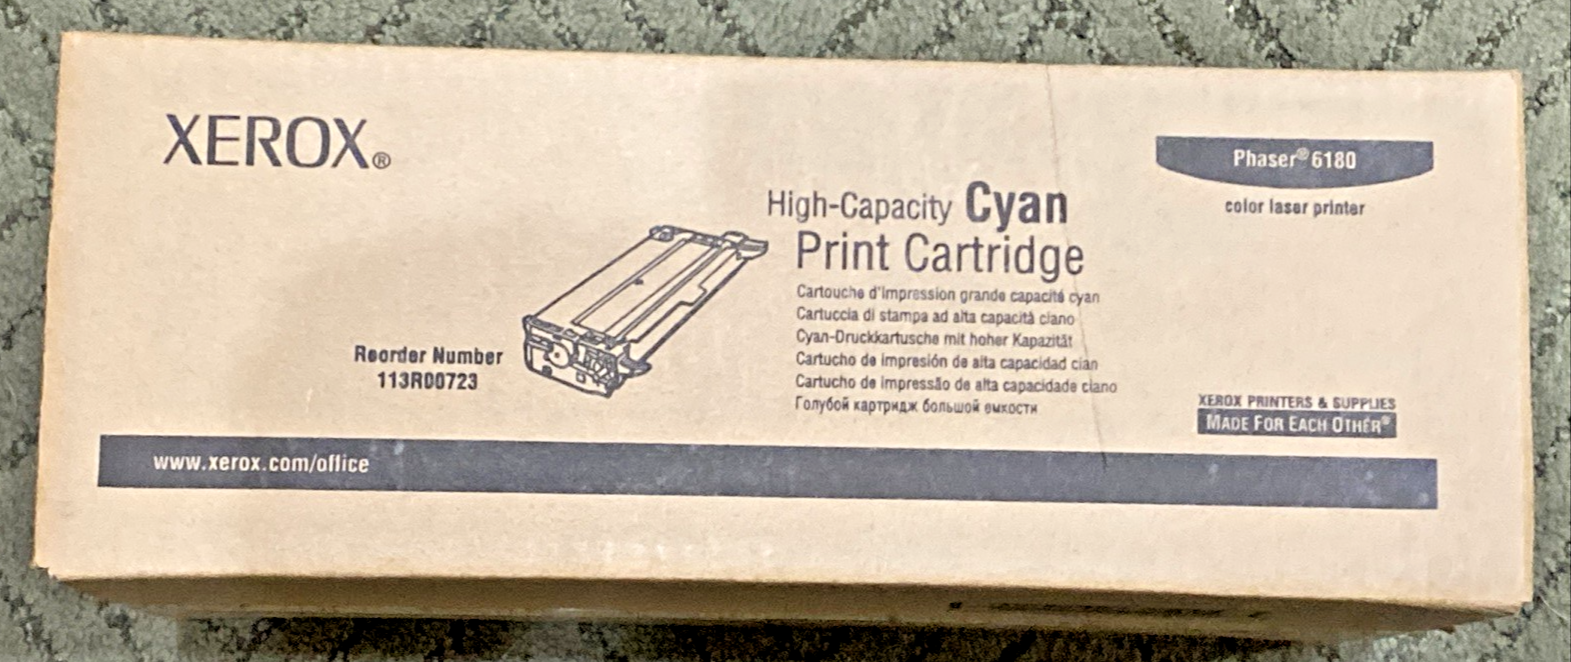 XEROX®
Phaser® 6180
color laser printer
High-Capacity Cyan
Print Cartridge
Cartouche d'impression grande capacité cyan
Cartuccia di stampa ad alta capacità ciano
Cyan-Druckkartusche mit hoher Kapazität
Cartucho de impresión de alta capacidad cian
Cartucho de impressão de alta capacidade ciano
Голубой картридж большой емкости
Reorder Number
113R00723
XEROX PRINTERS & SUPPLIES
MADE FOR EACH OTHER®
www.xerox.com/office